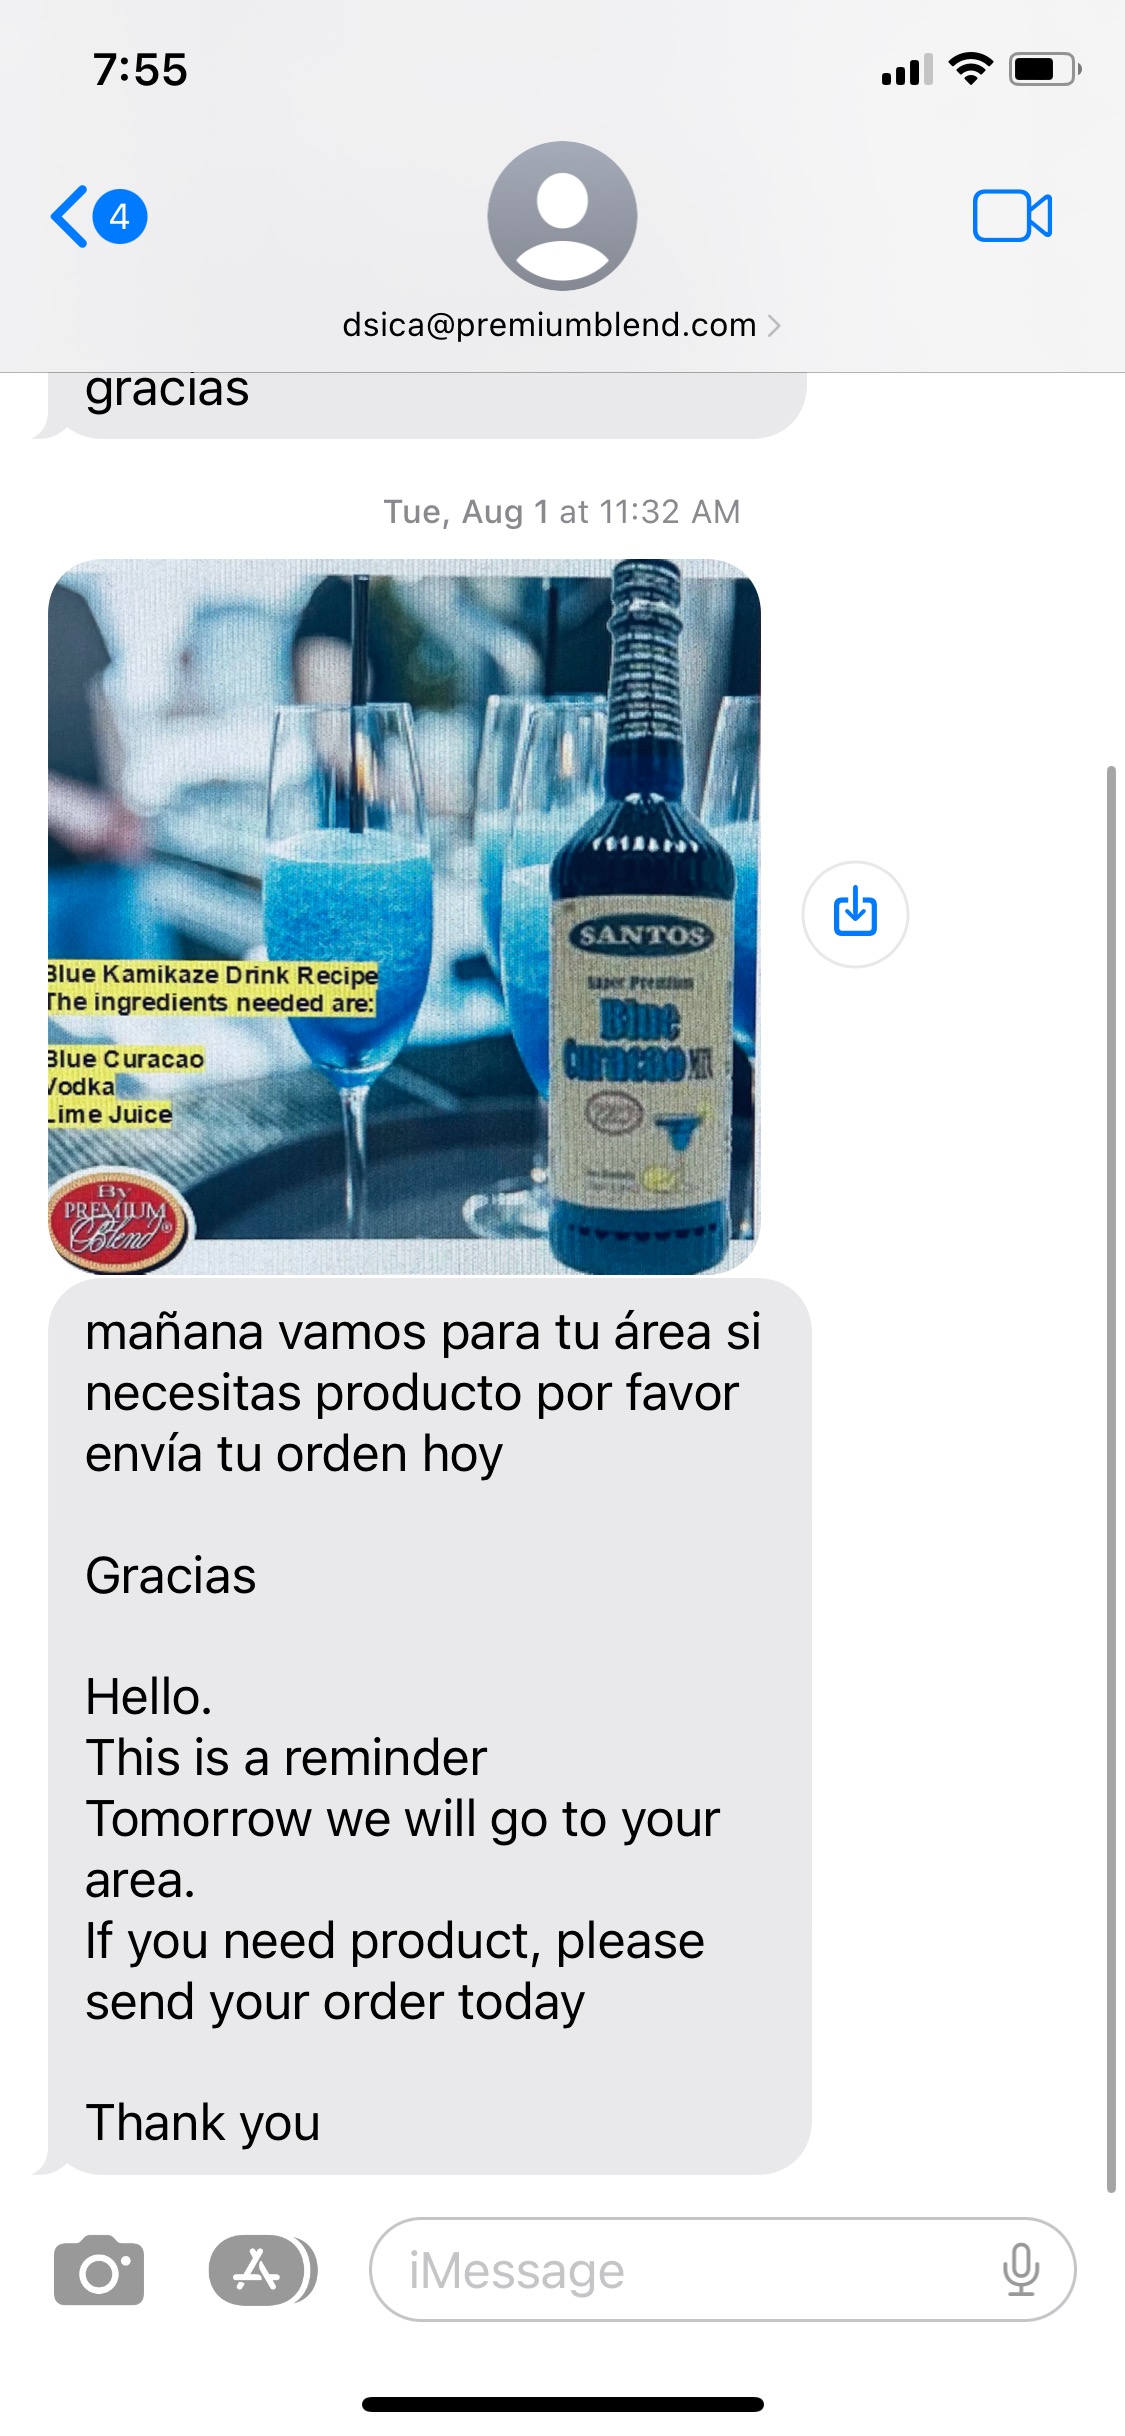 7:55
4
dsica@premiumblend.com
gracias
Tue, Aug 1 at 11:32 AM
SANTOS
Super Premium
Blue
Curacao MIX
Blue Kamikaze Drink Recipe
The ingredients needed are:
Blue Curacao
Vodka
Lime Juice
By
PREMIUM
Blend®
mañana vamos para tu área si
necesitas producto por favor
envía tu orden hoy
Gracias
Hello.
This is a reminder
Tomorrow we will go to your
area.
If you need product, please
send your order today
Thank you
iMessage